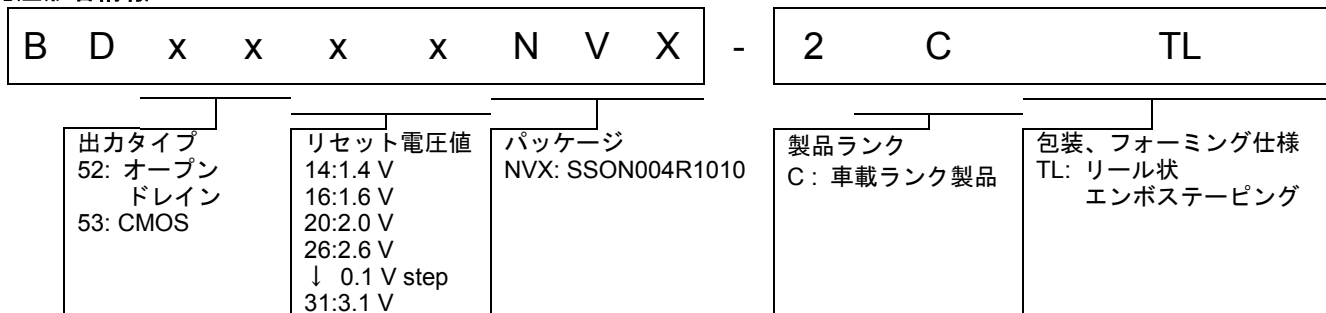 B D x x x x N V X - 2 C TL
出力タイプ
52: オープン
ドレイン
53: CMOS
リセット電圧値
14:1.4 V
16:1.6 V
20:2.0 V
26:2.6 V
↓ 0.1 V step
31:3.1 V
パッケージ
NVX: SSON004R1010
製品ランク
C : 車載ランク製品
包装、フォーミング仕様
TL: リール状
エンボステーピング